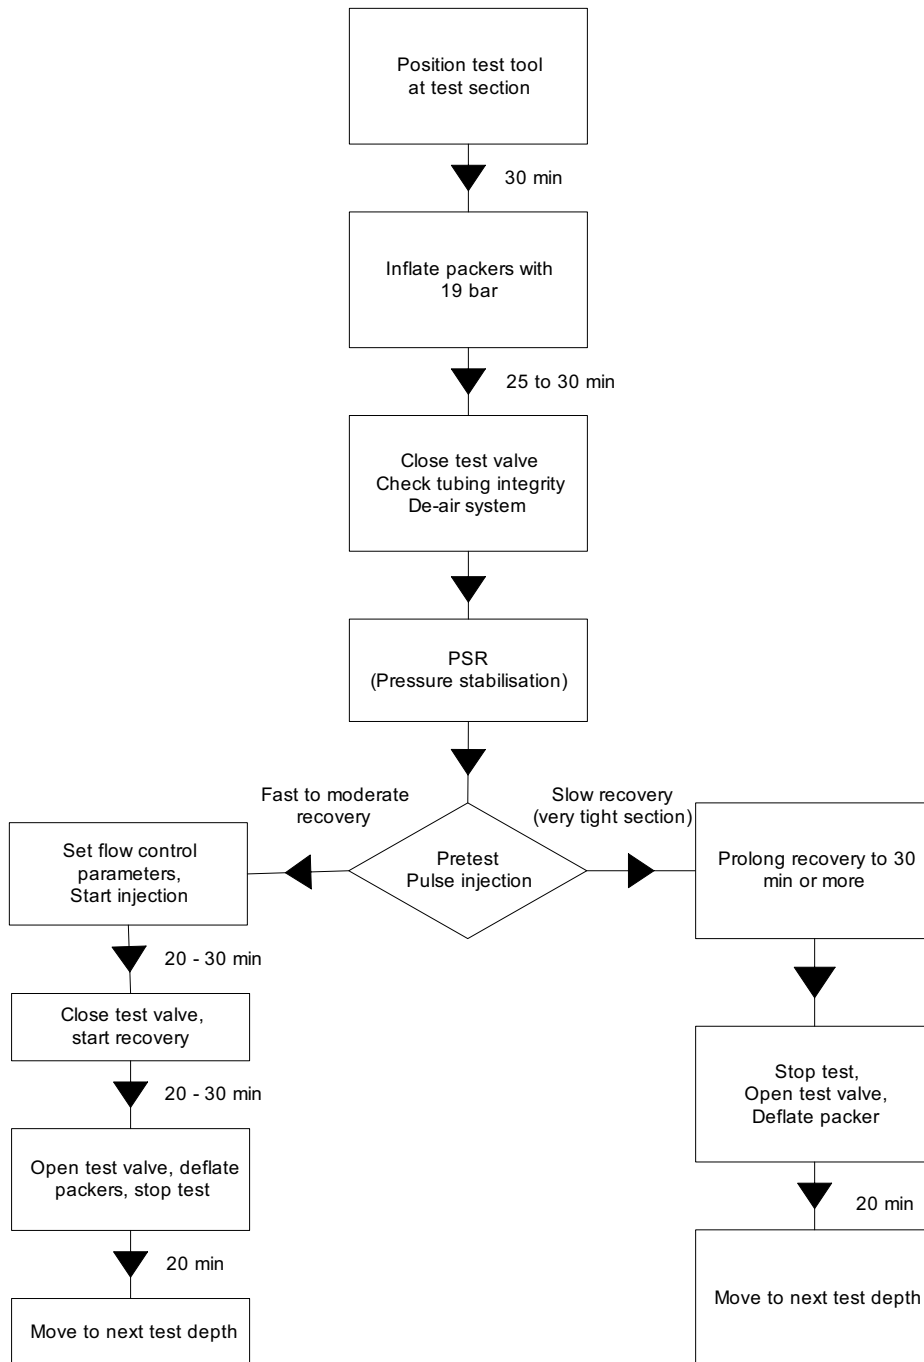 Position test tool
at test section
30 min
Inflate packers with
19 bar
25 to 30 min
Close test valve
Check tubing integrity
De-air system
PSR
(Pressure stabilisation)
Fast to moderate
recovery
Slow recovery
(very tight section)
Pretest
Pulse injection
Set flow control
parameters,
Start injection
20 - 30 min
Close test valve,
start recovery
20 - 30 min
Open test valve, deflate
packers, stop test
20 min
Move to next test depth
Prolong recovery to 30
min or more
Stop test,
Open test valve,
Deflate packer
20 min
Move to next test depth